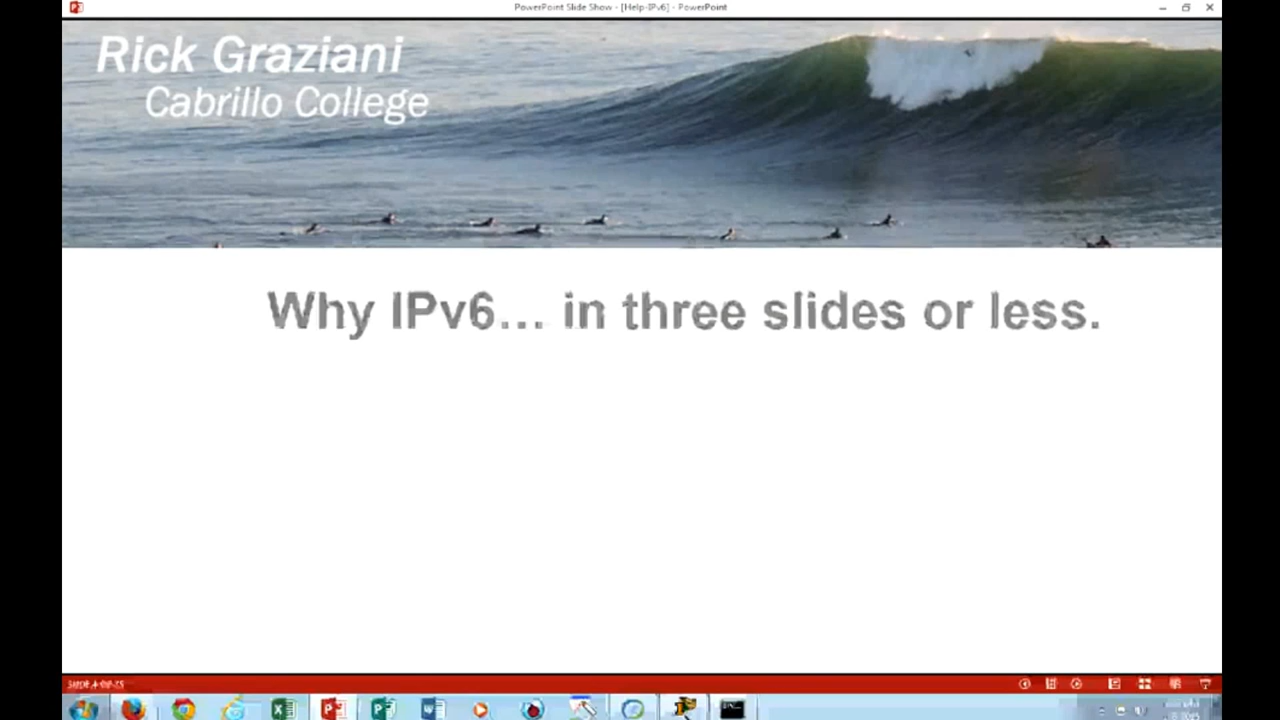 PowerPoint Slide Show - [Help-IPv6] - PowerPoint
Rick Graziani
Cabrillo College
Why IPv6... in three slides or less.